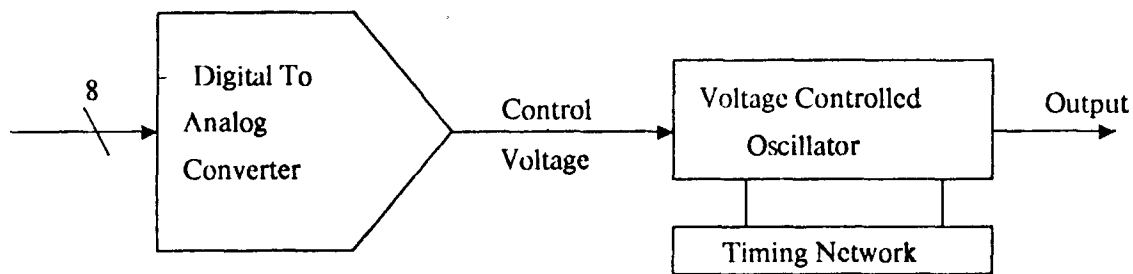 8
Digital To
Analog
Converter
Control
Voltage
Voltage Controlled
Oscillator
Output
Timing Network